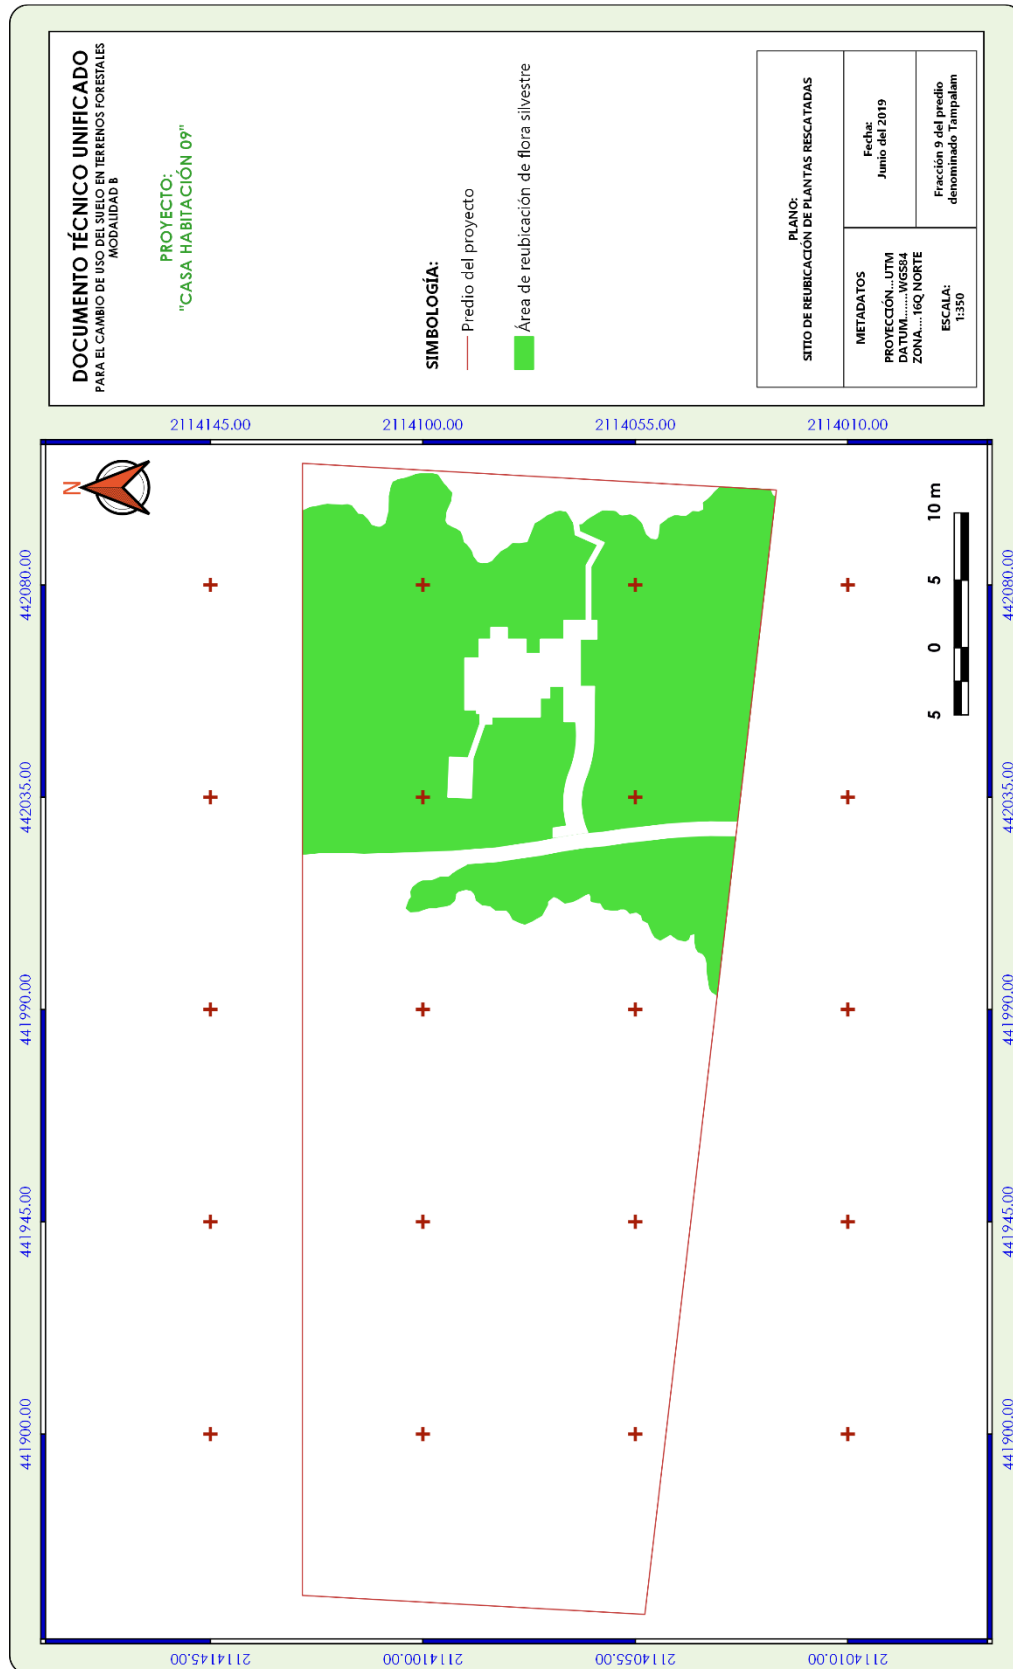 DOCUMENTO TÉCNICO UNIFICADO
PARA EL CAMBIO DE USO DEL SUELO EN TERRENOS FORESTALES
MODALIDAD B
PROYECTO:
"CASA HABITACIÓN 09"
SIMBOLOGÍA:
Predio del proyecto
Área de reubicación de flora silvestre
PLANO:
SITIO DE REUBICACIÓN DE PLANTAS RESCATADAS
METADATOS
PROYECCIÓN...UTM
DATUM.........WGS84
ZONA....16Q NORTE
ESCALA:
1:350
Fecha:
Junio del 2019
Fracción 9 del predio
denominado Tampalam
441900.00
441945.00
441990.00
442035.00
442080.00
2114145.00
2114100.00
2114055.00
2114010.00
N
2114145.00
2114100.00
2114055.00
2114010.00
5
0
5
10 m
441900.00
441945.00
441990.00
442035.00
442080.00